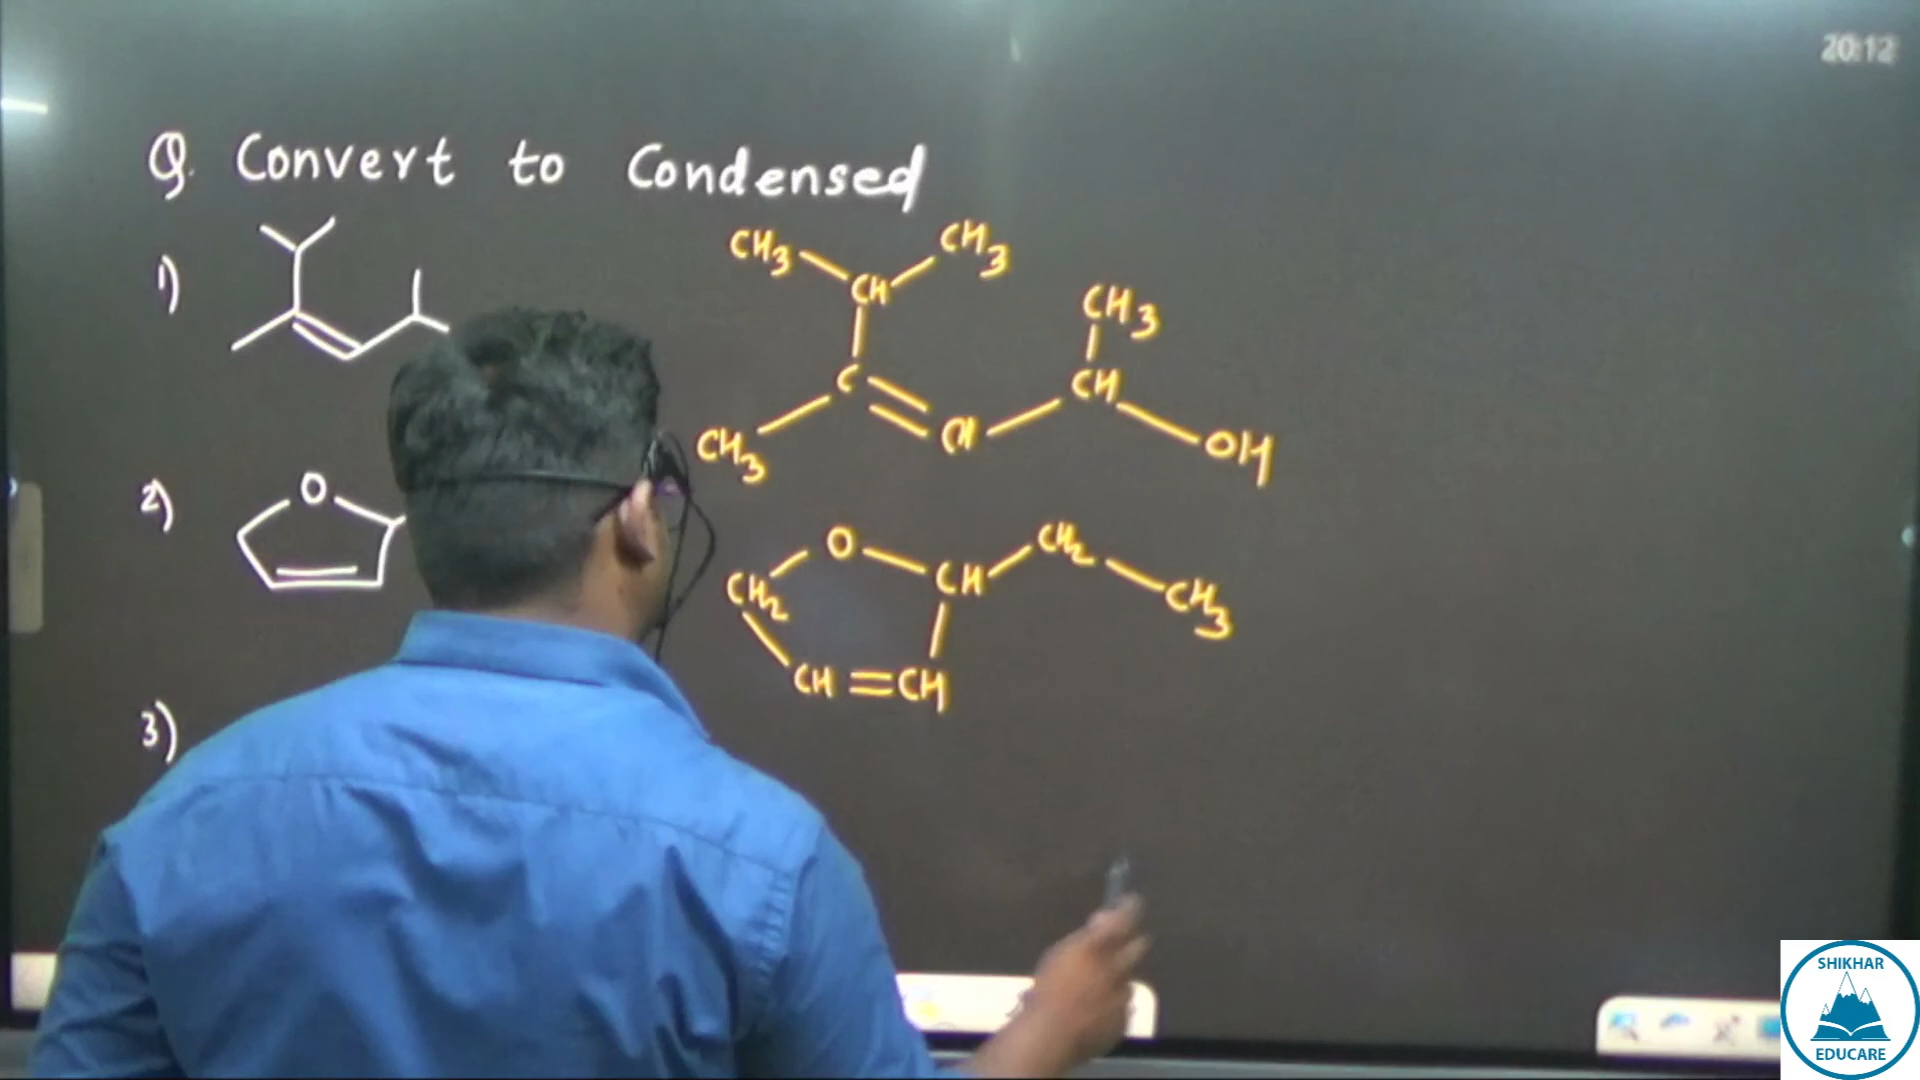 20:12
Q. Convert to Condensed
1)
CH3 CH3
CH
CH3
C CH
CH3 OH
2)
O
O CH CH2 CH3
CH2
CH = CH
3)
SHIKHAR
EDUCARE